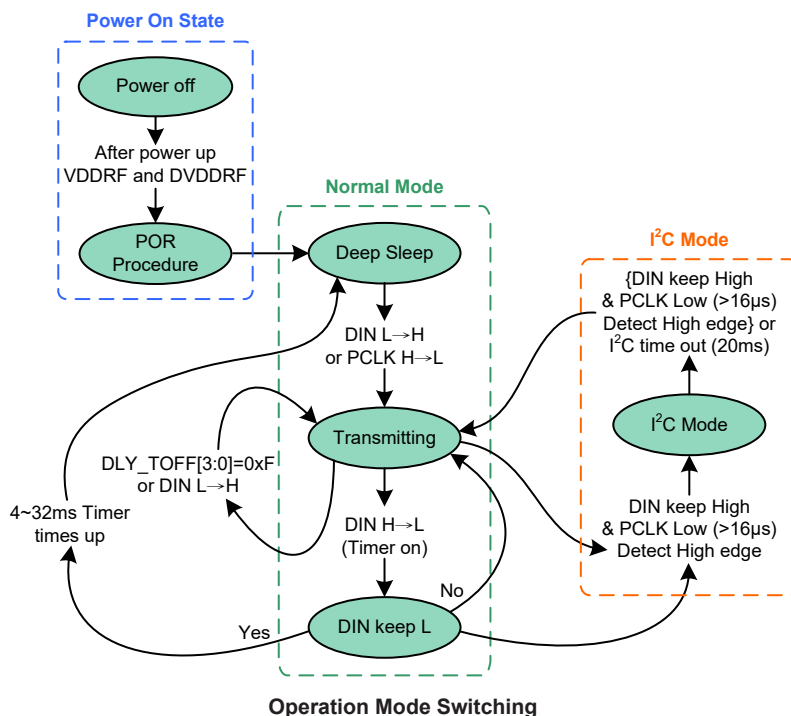 Power On State
Power off
After power up
VDDRF and DVDDRF
POR
Procedure
Normal Mode
Deep Sleep
DIN L→H
or PCLK H→L
Transmitting
DLY_TOFF[3:0]=0xF
or DIN L→H
4~32ms Timer
times up
DIN H→L
(Timer on)
No
Yes
DIN keep L
I²C Mode
{DIN keep High
& PCLK Low (>16µs)
Detect High edge} or
I²C time out (20ms)
I²C Mode
DIN keep High
& PCLK Low (>16µs)
Detect High edge
Operation Mode Switching